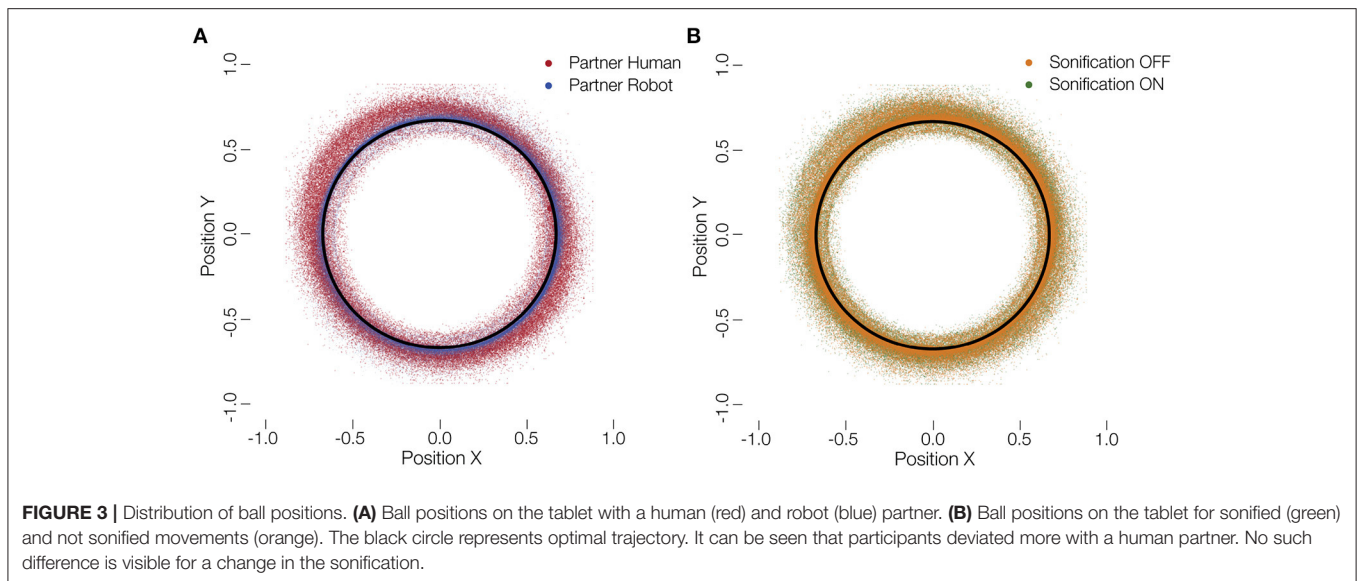 A
Partner Human
Partner Robot
1.0
0.5
0.0
-0.5
-1.0
Position Y
-1.0 -0.5 0.0 0.5 1.0
Position X
B
Sonification OFF
Sonification ON
1.0
0.5
0.0
-0.5
-1.0
Position Y
-1.0 -0.5 0.0 0.5 1.0
Position X
FIGURE 3 | Distribution of ball positions. (A) Ball positions on the tablet with a human (red) and robot (blue) partner. (B) Ball positions on the tablet for sonified (green)
and not sonified movements (orange). The black circle represents optimal trajectory. It can be seen that participants deviated more with a human partner. No such
difference is visible for a change in the sonification.